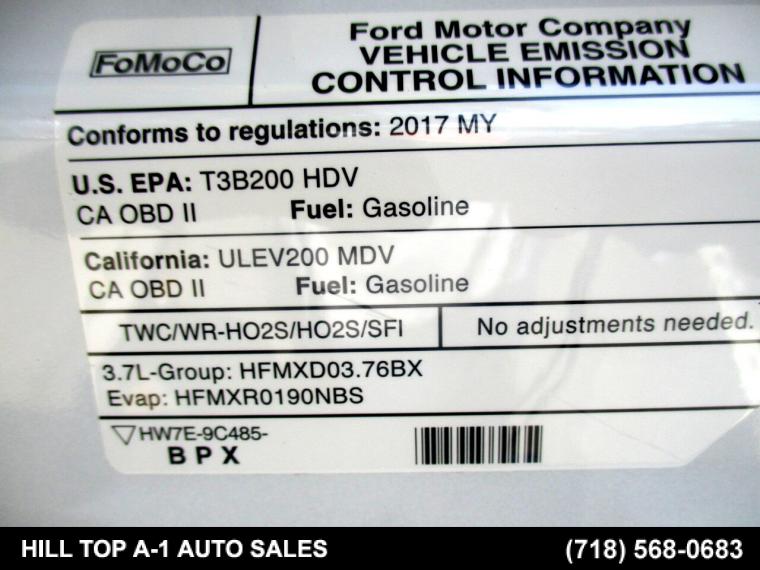 FoMoCo
Ford Motor Company
VEHICLE EMISSION
CONTROL INFORMATION
Conforms to regulations: 2017 MY
U.S. EPA: T3B200 HDV
CA OBD II Fuel: Gasoline
California: ULEV200 MDV
CA OBD II Fuel: Gasoline
TWC/WR-HO2S/HO2S/SFI No adjustments needed.
3.7L-Group: HFMXD03.76BX
Evap: HFMXR0190NBS
HW7E-9C485-
B P X
HILL TOP A-1 AUTO SALES (718) 568-0683